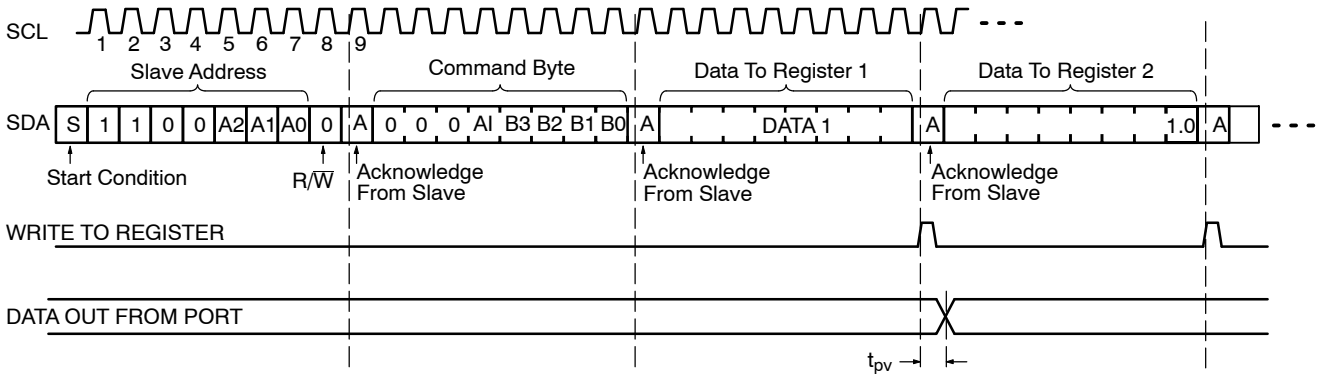 SCL
1 2 3 4 5 6 7 8 9
Slave Address Command Byte Data To Register 1 Data To Register 2
SDA S 1 1 0 0 A2 A1 A0 0 A 0 0 0 AI B3 B2 B1 B0 A DATA 1 A 1.0 A
Start Condition R/W̅ Acknowledge From Slave Acknowledge From Slave Acknowledge From Slave
WRITE TO REGISTER
DATA OUT FROM PORT
tpv